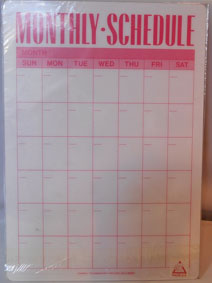 MONTHLY·SCHEDULE
MONTH
SUN MON TUE WED THU FRI SAT